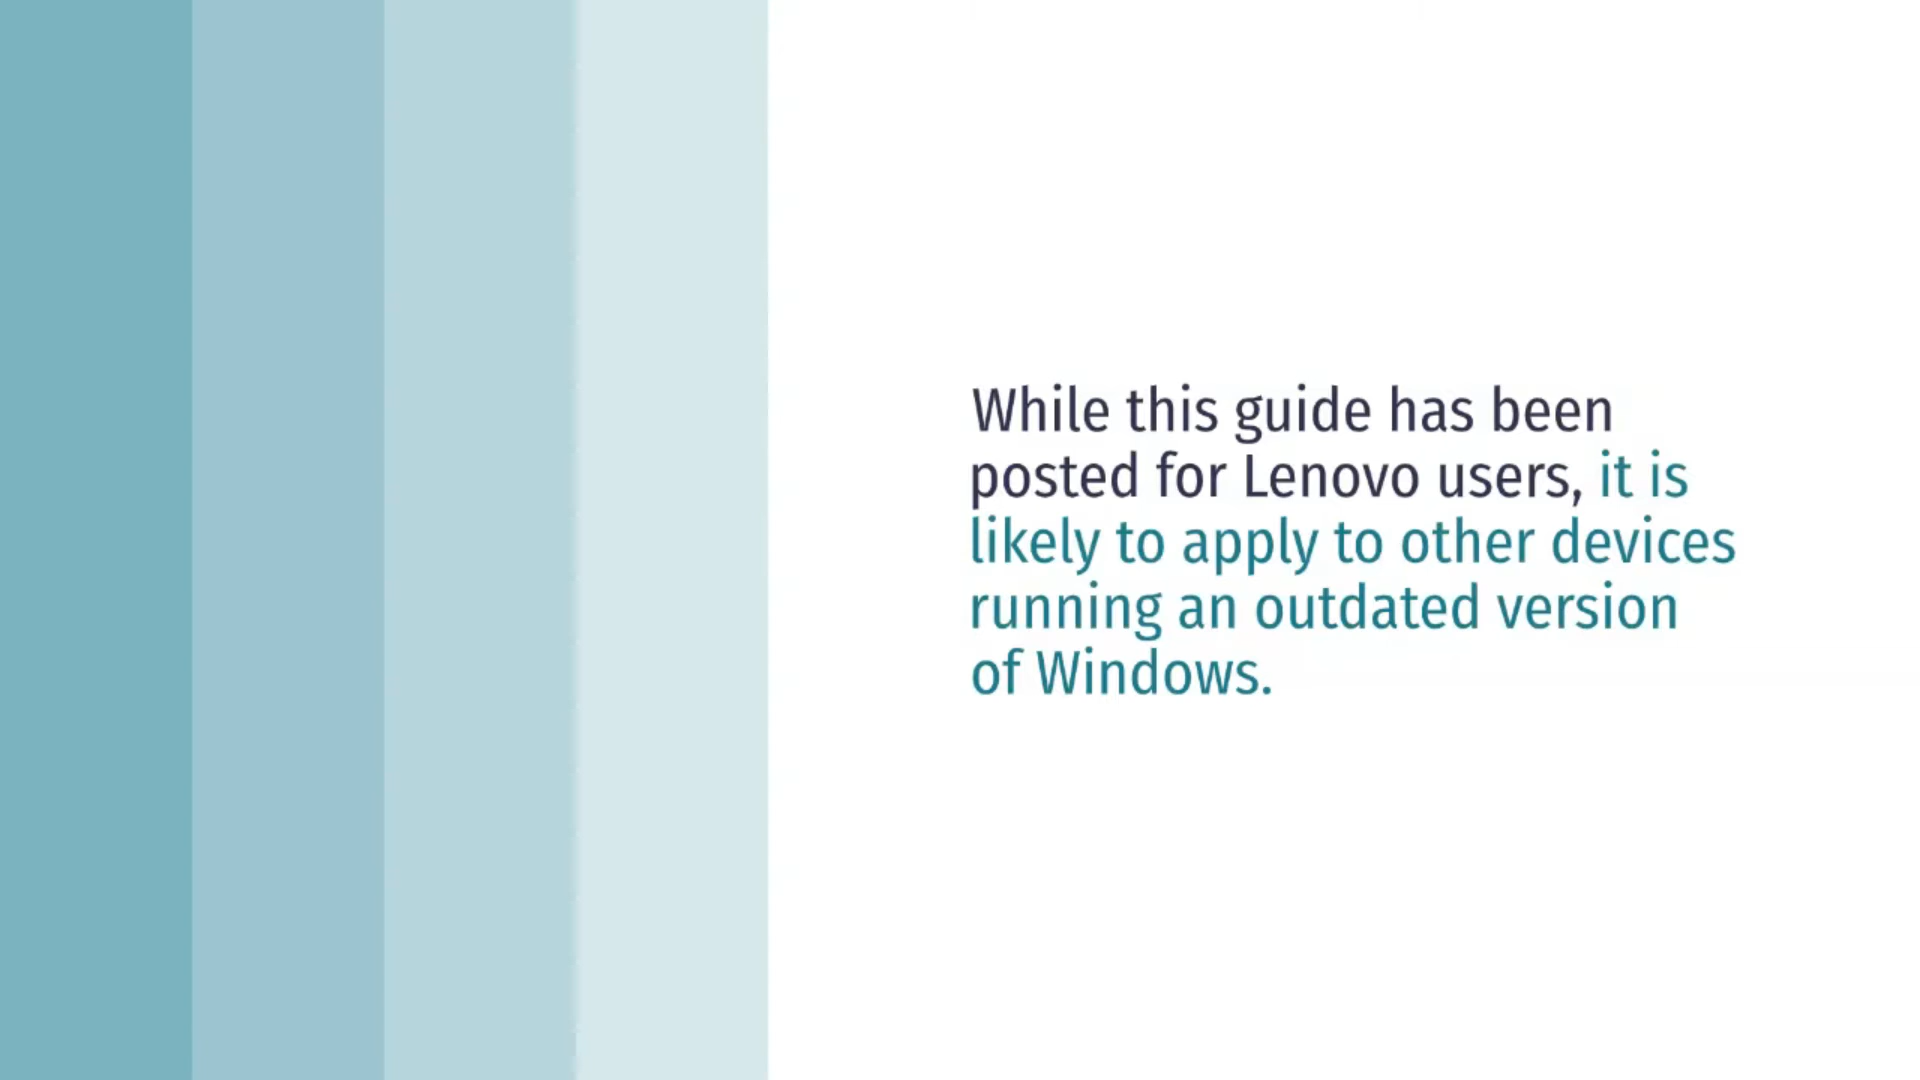 While this guide has been
posted for Lenovo users, it is
likely to apply to other devices
running an outdated version
of Windows.